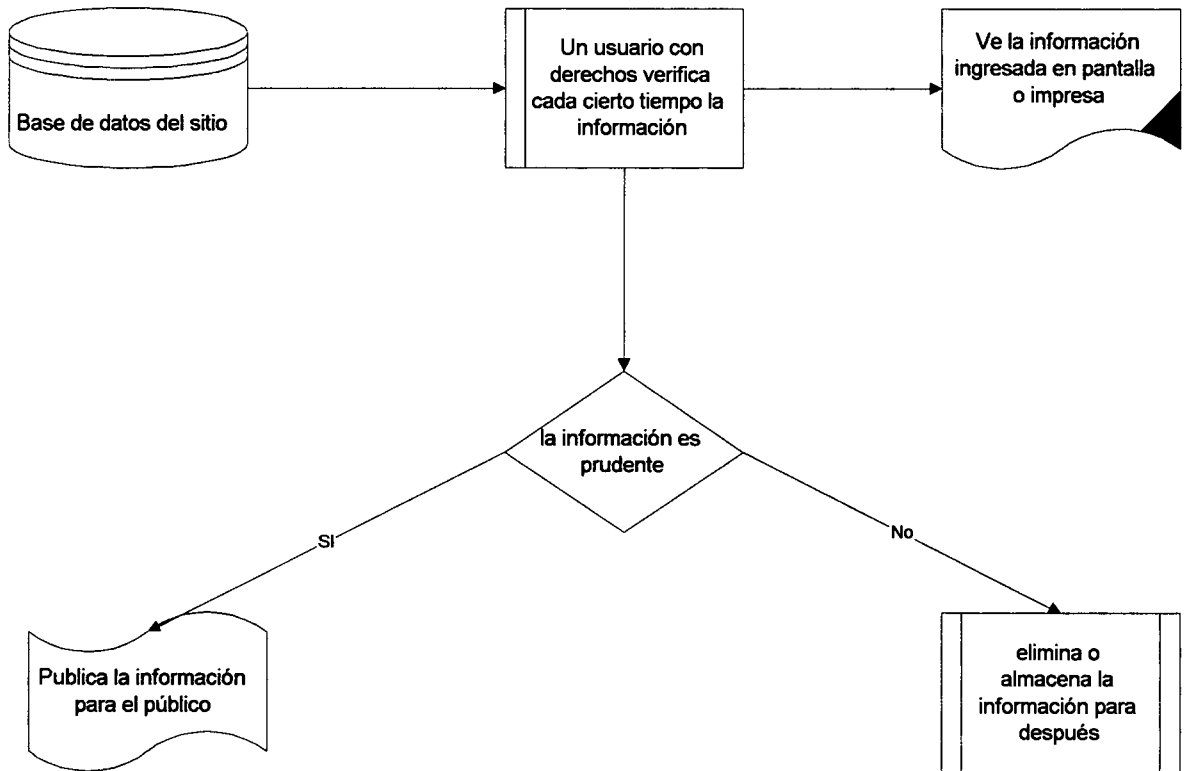 Base de datos del sitio
Un usuario con
derechos verifica
cada cierto tiempo la
información
Ve la información
ingresada en pantalla
o impresa
la información es
prudente
SI
No
Publica la información
para el público
elimina o
almacena la
información para
después